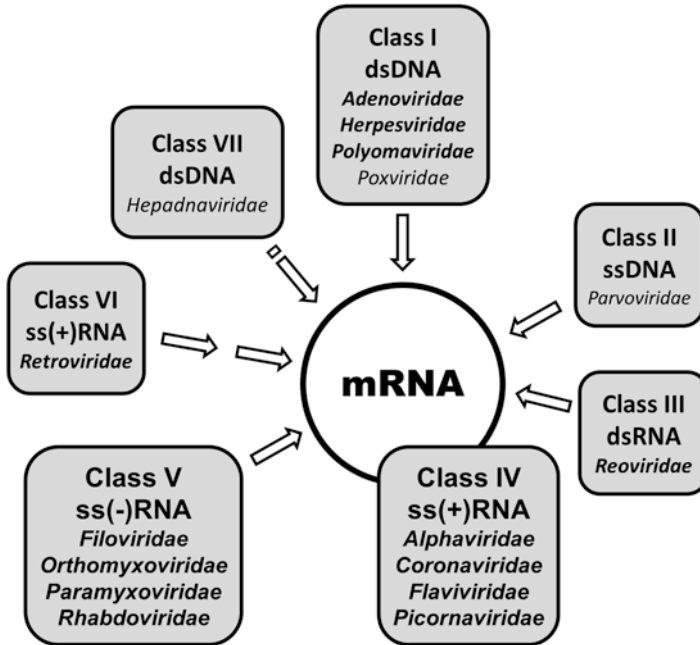 Class I
dsDNA
Adenoviridae
Herpesviridae
Polyomaviridae
Poxviridae
Class VII
dsDNA
Hepadnaviridae
Class II
ssDNA
Parvoviridae
Class VI
ss(+)RNA
Retroviridae
mRNA
Class III
dsRNA
Reoviridae
Class V
ss(-)RNA
Filoviridae
Orthomyxoviridae
Paramyxoviridae
Rhabdoviridae
Class IV
ss(+)RNA
Alphaviridae
Coronaviridae
Flaviviridae
Picornaviridae